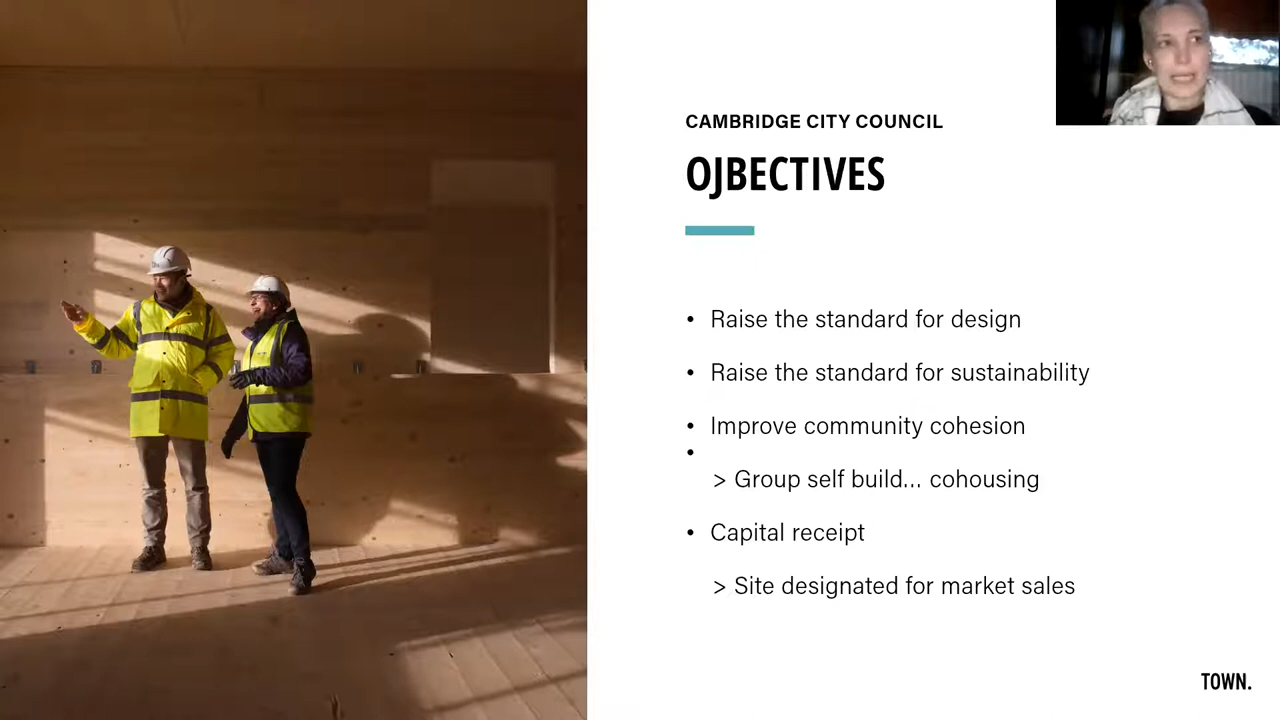 CAMBRIDGE CITY COUNCIL
OJBECTIVES
• Raise the standard for design
• Raise the standard for sustainability
• Improve community cohesion
•
> Group self build... cohousing
• Capital receipt
> Site designated for market sales
TOWN.